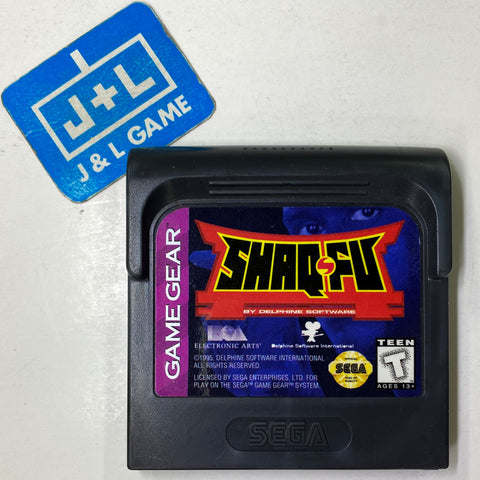 J+L
J & L GAME
GAME GEAR
SHAQ-FU
BY DELPHINE SOFTWARE
ELECTRONIC ARTS®
Delphine Software International
©1995, DELPHINE SOFTWARE INTERNATIONAL.
ALL RIGHTS RESERVED.
LICENSED BY SEGA ENTERPRISES, LTD. FOR
PLAY ON THE SEGA™ GAME GEAR™ SYSTEM.
SEGA
TEEN
T
AGES 13+
SEGA